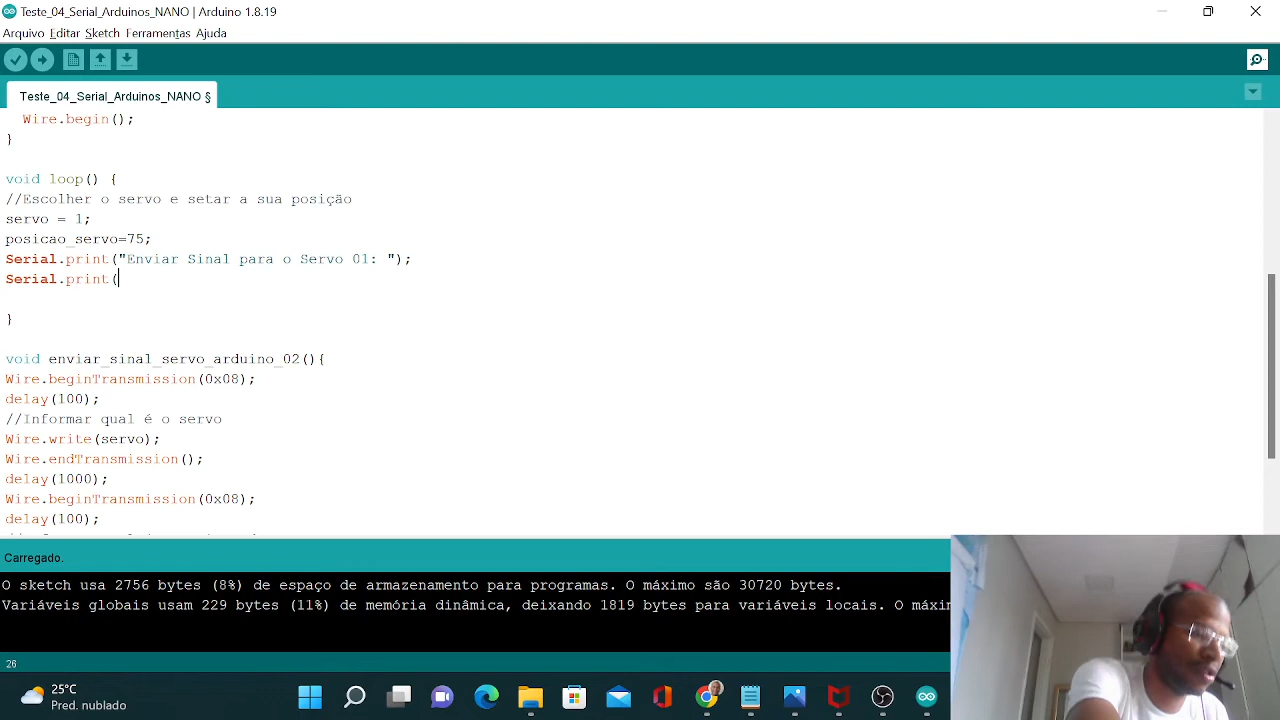 Teste_04_Serial_Arduinos_NANO | Arduino 1.8.19
Arquivo Editar Sketch Ferramentas Ajuda
Teste_04_Serial_Arduinos_NANO §
Wire.begin();
}
void loop() {
//Escolher o servo e setar a sua posição
servo = 1;
posicao_servo=75;
Serial.print("Enviar Sinal para o Servo 01: ");
Serial.print(
}
void enviar_sinal_servo_arduino_02(){
Wire.beginTransmission(0x08);
delay(100);
//Informar qual é o servo
Wire.write(servo);
Wire.endTransmission();
delay(1000);
Wire.beginTransmission(0x08);
delay(100);
Carregado.
O sketch usa 2756 bytes (8%) de espaço de armazenamento para programas. O máximo são 30720 bytes.
Variáveis globais usam 229 bytes (11%) de memória dinâmica, deixando 1819 bytes para variáveis locais. O máxim
26
25°C
Pred. nublado